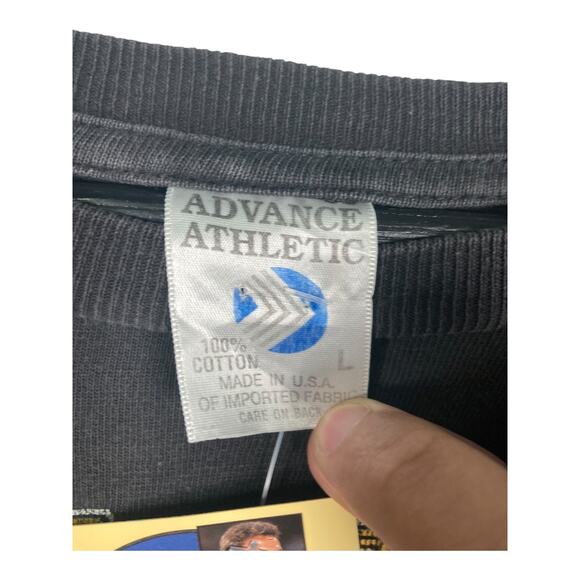 ADVANCE
ATHLETIC
100%
COTTON L
MADE IN U.S.A.
OF IMPORTED FABRIC
CARE ON BACK